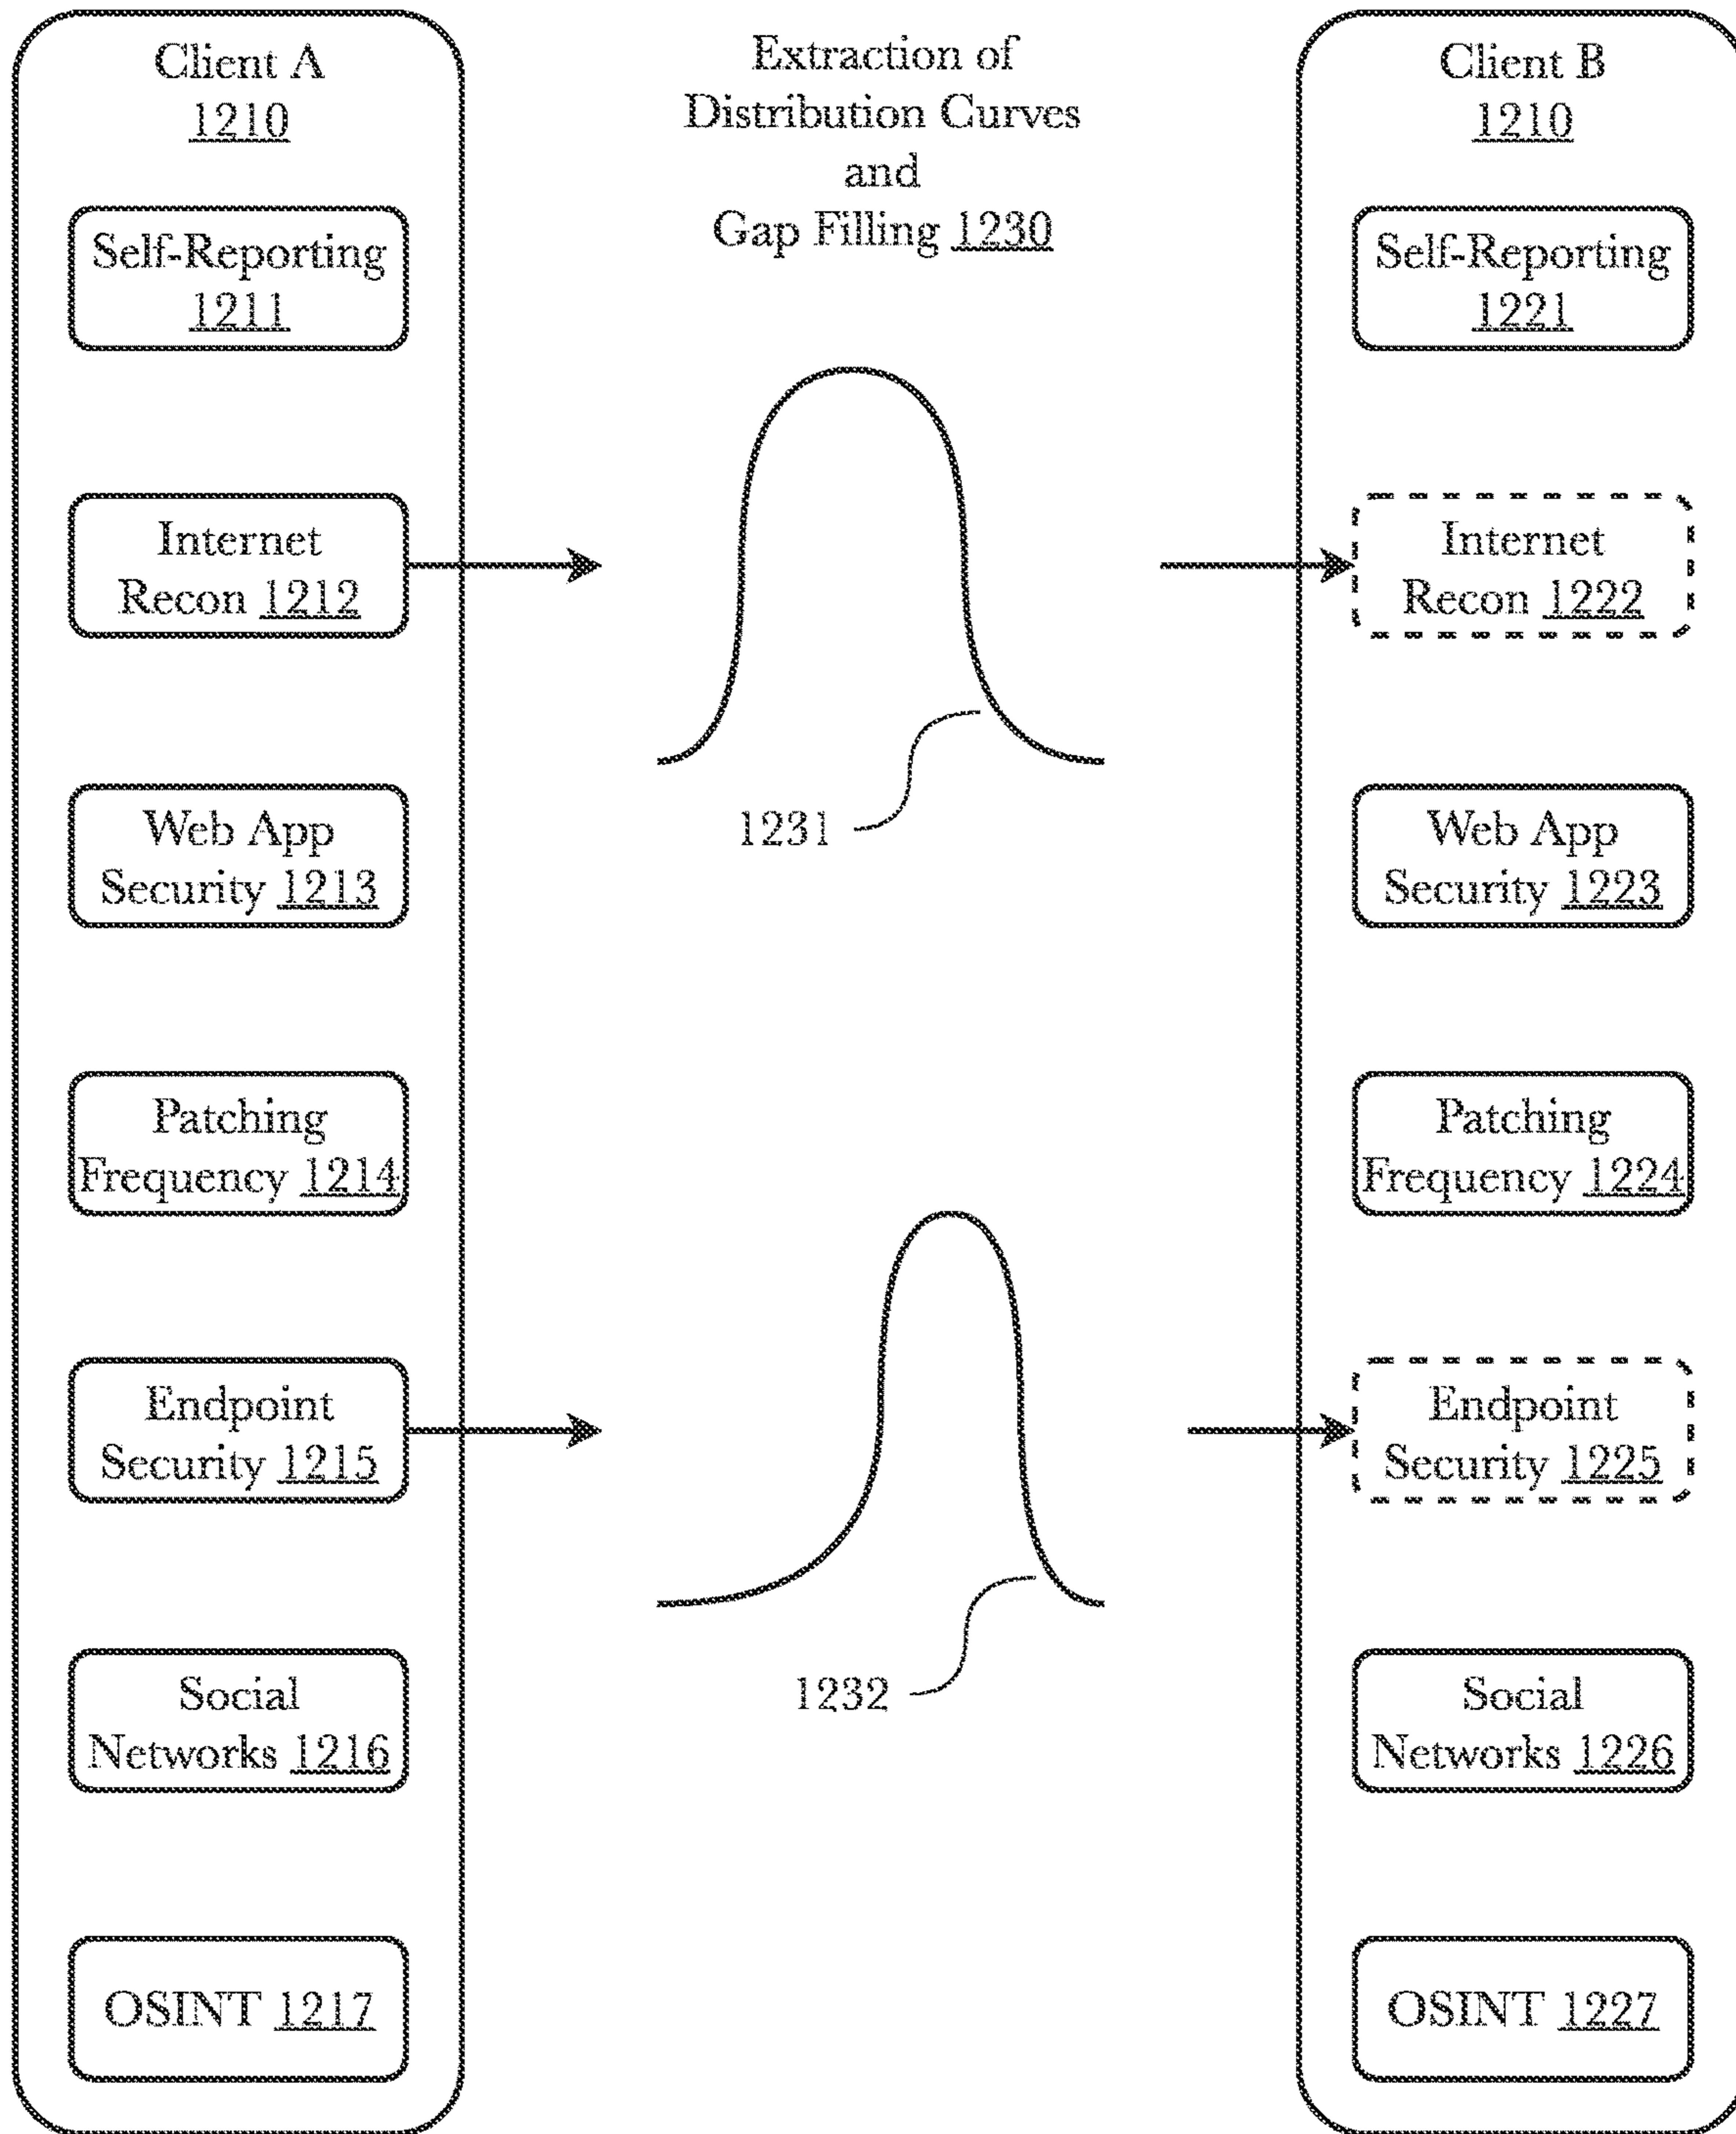 Client A
1210
Self-Reporting
1211
Internet
Recon 1212
Web App
Security 1213
Patching
Frequency 1214
Endpoint
Security 1215
Social
Networks 1216
OSINT 1217
Extraction of
Distribution Curves
and
Gap Filling 1230
1231
1232
Client B
1210
Self-Reporting
1221
Internet
Recon 1222
Web App
Security 1223
Patching
Frequency 1224
Endpoint
Security 1225
Social
Networks 1226
OSINT 1227